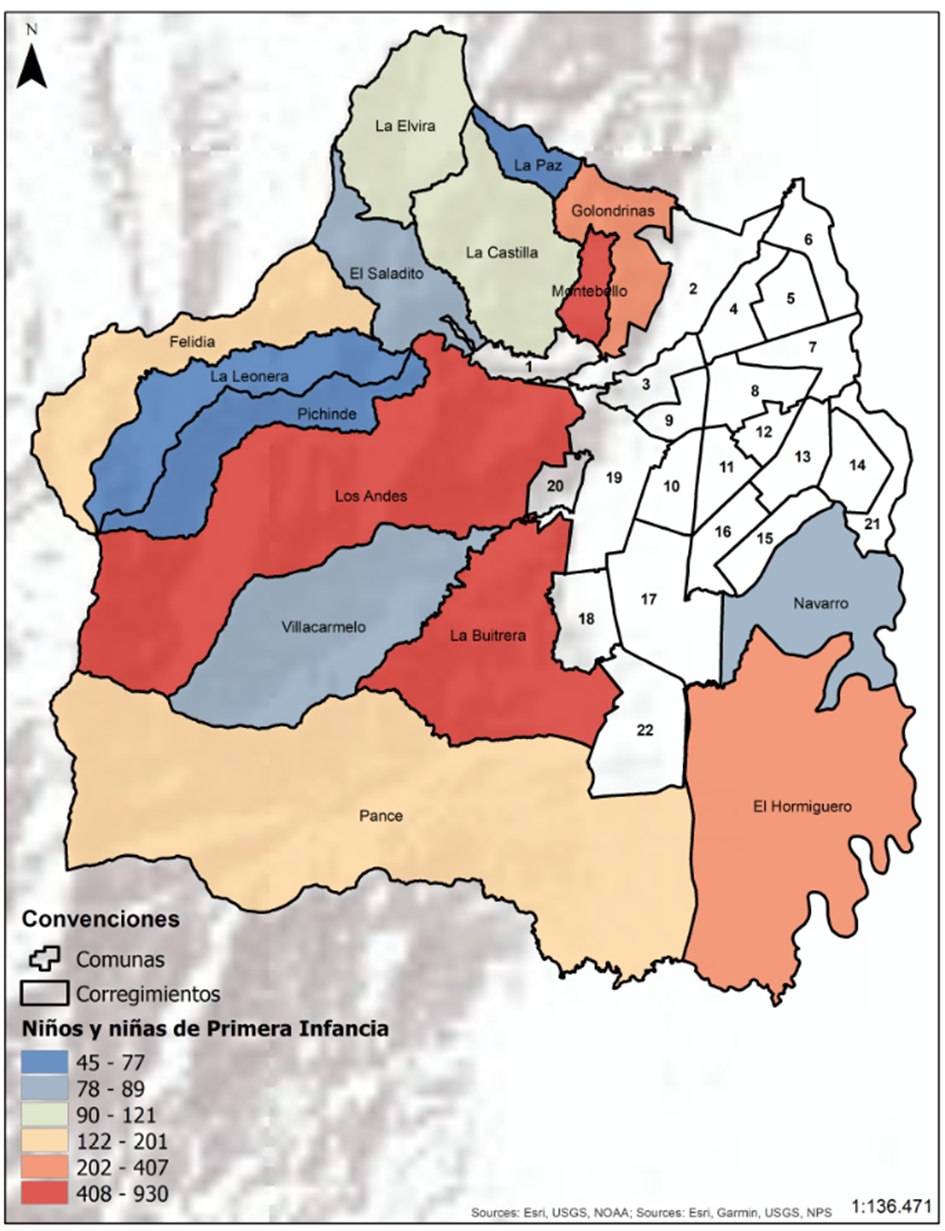 N
La Elvira
La Paz
Golondrinas
6
La Castilla
El Saladito
Montebello
2
5
4
Felidia
7
1
La Leonera
3
8
Pichinde
9
12
13
11
14
19
10
20
Los Andes
21
16
15
17
Navarro
18
Villacarmelo
La Buitrera
22
El Hormiguero
Pance
Convenciones
Comunas
Corregimientos
Niños y niñas de Primera Infancia
45 - 77
78 - 89
90 - 121
122 - 201
202 - 407
408 - 930
Sources: Esri, USGS, NOAA; Sources: Esri, Garmin, USGS, NPS
1:136.471